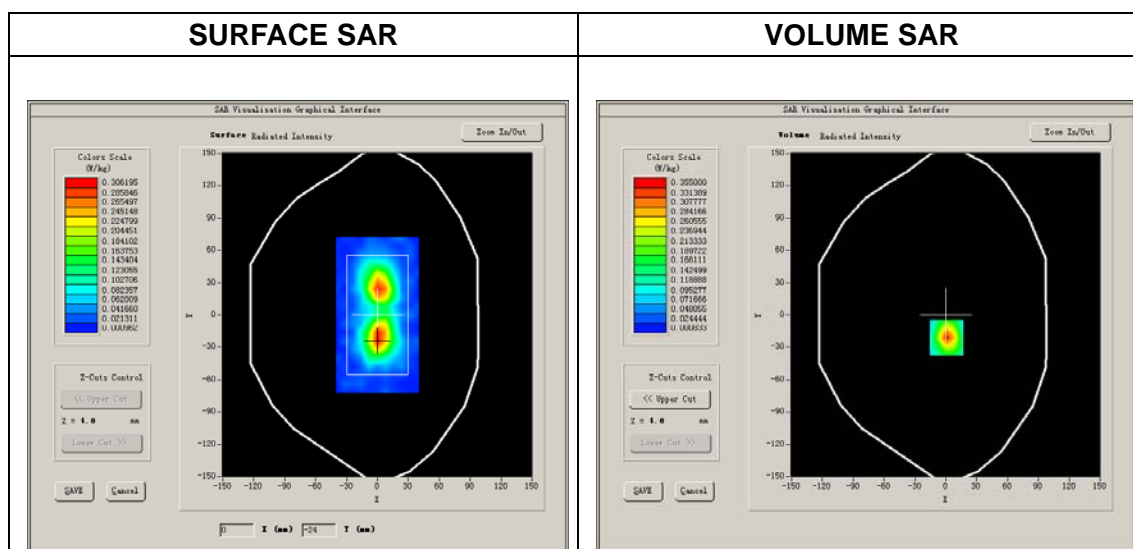 SURFACE SAR
VOLUME SAR
SAR Visualisation Graphical Interface
Surface Radiated Intensity
Zoom In/Out
Colors Scale
(W/kg)
0.306195
0.285846
0.265497
0.245148
0.224799
0.204451
0.184102
0.163753
0.143404
0.123055
0.102706
0.082357
0.062009
0.041660
0.021311
0.000962
150
120
90
60
30
0
-30
-60
-90
-120
-150
Y
-150 -120 -90 -60 -30 0 30 60 90 120 150
X
Z-Cuts Control
<< Upper Cut
Z = 4.0 mm
Lower Cut >>
SAVE Cancel
0 X (mm) -24 Y (mm)
SAR Visualisation Graphical Interface
Volume Radiated Intensity
Zoom In/Out
Colors Scale
(W/kg)
0.355000
0.331389
0.307777
0.284166
0.260555
0.236944
0.213333
0.189722
0.166111
0.142499
0.118888
0.095277
0.071666
0.048055
0.024444
0.000833
150
120
90
60
30
0
-30
-60
-90
-120
-150
Y
-150 -120 -90 -60 -30 0 30 60 90 120 150
X
Z-Cuts Control
<< Upper Cut
Z = 4.0 mm
Lower Cut >>
SAVE Cancel